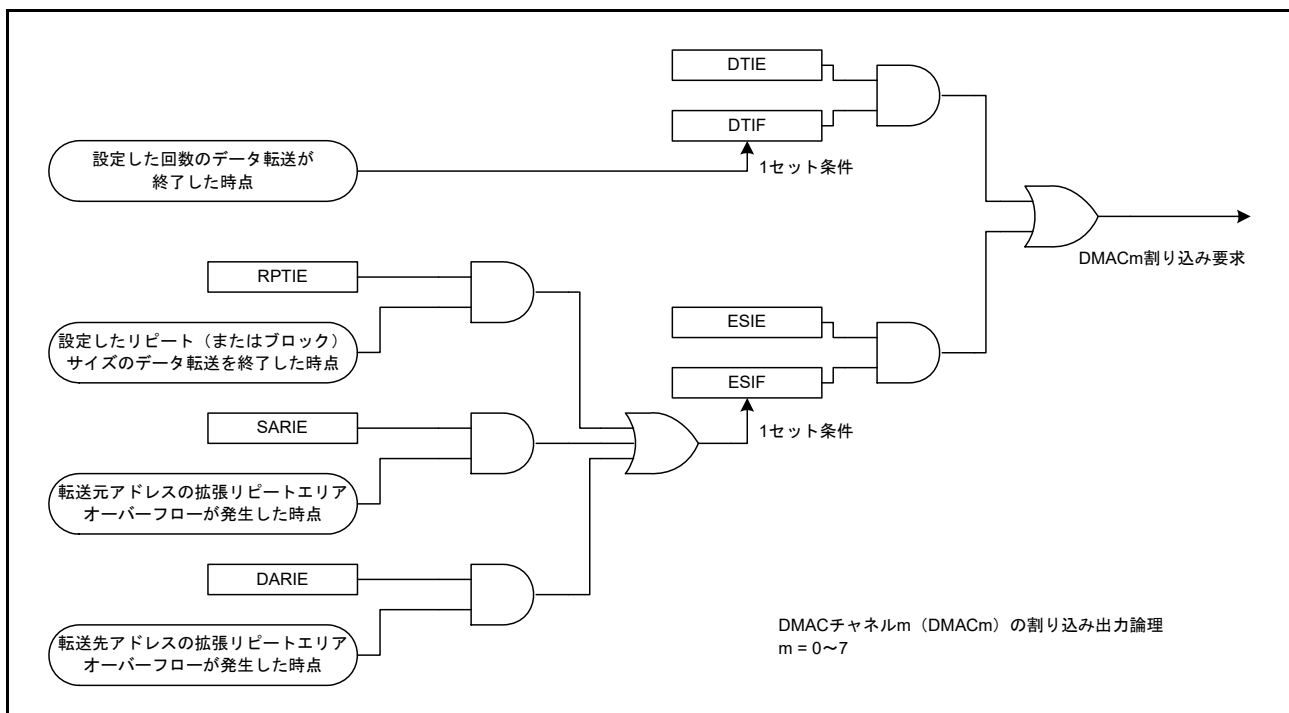 DTIE
DTIF
設定した回数のデータ転送が
終了した時点
1セット条件
DMACm割り込み要求
RPTIE
設定したリピート（またはブロック）
サイズのデータ転送を終了した時点
ESIE
ESIF
1セット条件
SARIE
転送元アドレスの拡張リピートエリア
オーバーフローが発生した時点
DARIE
転送先アドレスの拡張リピートエリア
オーバーフローが発生した時点
DMACチャネルm（DMACm）の割り込み出力論理
m = 0～7